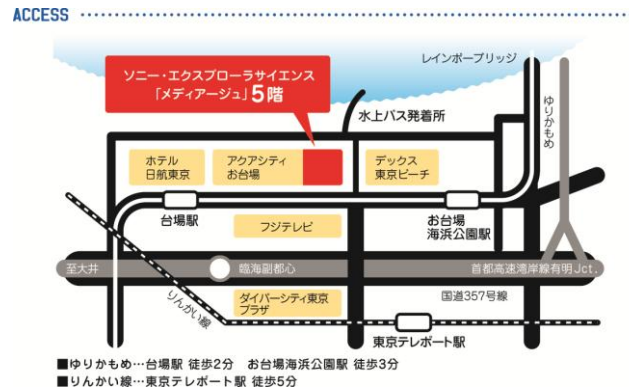 ACCESS
レインボーブリッジ
ソニー・エクスプローラサイエンス
「メディアージュ」5階
水上バス発着所
ゆりかもめ
ホテル
日航東京
アクアシティ
お台場
デックス
東京ビーチ
台場駅
フジテレビ
お台場
海浜公園駅
至大井
臨海副都心
首都高速湾岸線有明Jct.
りんかい線
ダイバーシティ東京
プラザ
国道357号線
東京テレポート駅
■ゆりかもめ…台場駅 徒歩2分 お台場海浜公園駅 徒歩3分
■りんかい線…東京テレポート駅 徒歩5分